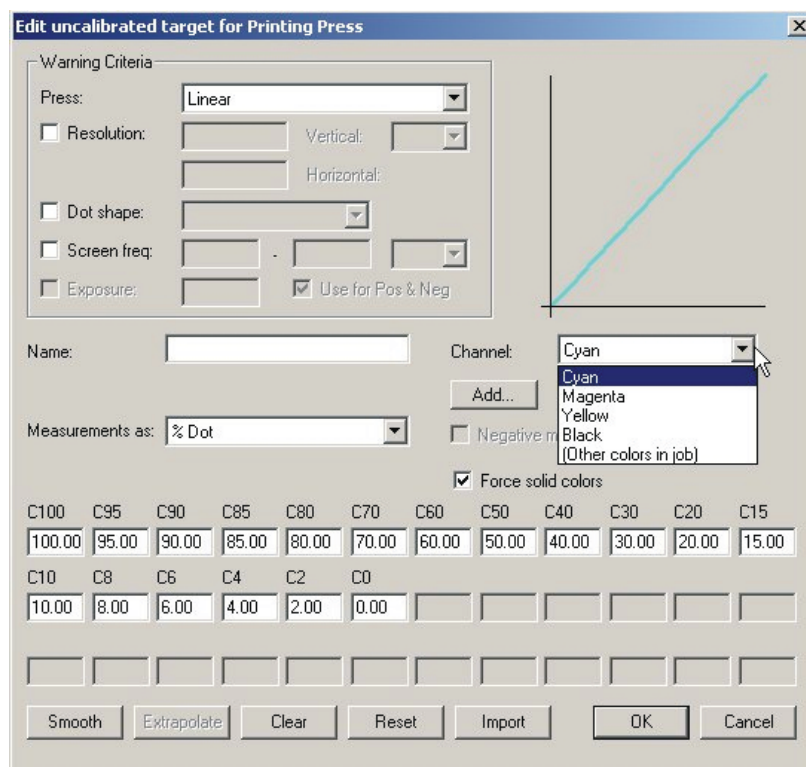 Edit uncalibrated target for Printing Press
Warning Criteria
Press: Linear
Resolution: Vertical:
Horizontal:
Dot shape:
Screen freq: -
Exposure: Use for Pos & Neg
Name: Channel: Cyan
Cyan
Add... Magenta
Yellow
Measurements as: % Dot Negative m Black
(Other colors in job)
Force solid colors
C100 C95 C90 C85 C80 C70 C60 C50 C40 C30 C20 C15
100.00 95.00 90.00 85.00 80.00 70.00 60.00 50.00 40.00 30.00 20.00 15.00
C10 C8 C6 C4 C2 C0
10.00 8.00 6.00 4.00 2.00 0.00
Smooth Extrapolate Clear Reset Import OK Cancel